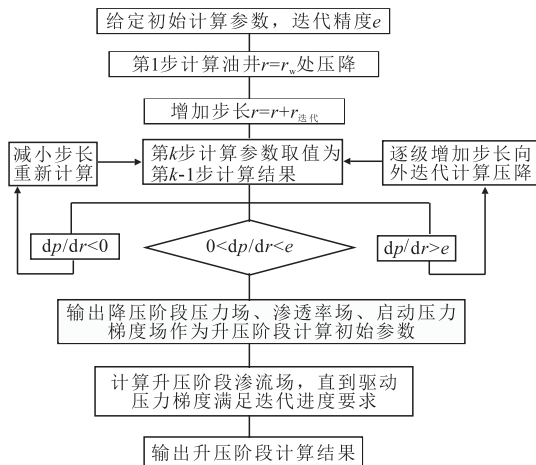 给定初始计算参数，迭代精度e
第1步计算油井r=rw处压降
增加步长r=r+r迭代
减小步长
重新计算
第k步计算参数取值为
第k-1步计算结果
逐级增加步长向
外迭代计算压降
dp/dr<0
0<dp/dr<e
dp/dr>e
输出降压阶段压力场、渗透率场、启动压力
梯度场作为升压阶段计算初始参数
计算升压阶段渗流场，直到驱动
压力梯度满足迭代进度要求
输出升压阶段计算结果